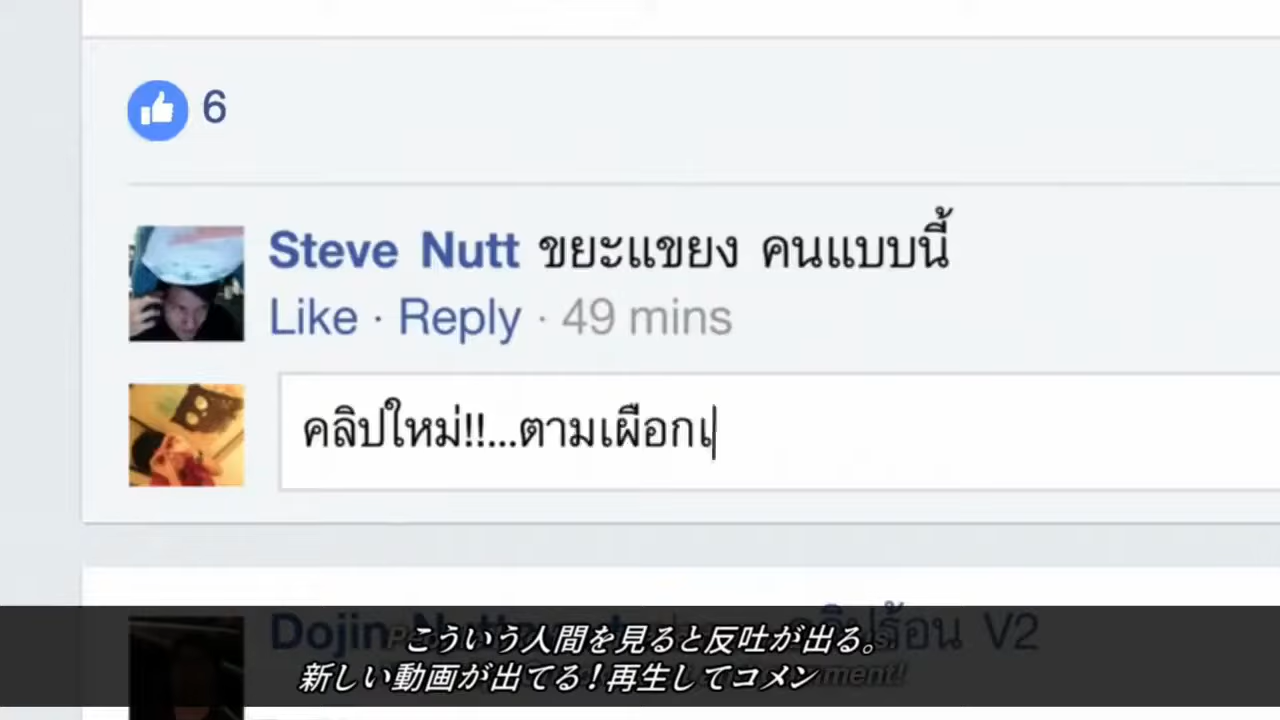 6
Steve Nutt ขยะแขยง คนแบบนี้
Like · Reply · 49 mins
คลิปใหม่!!...ตามเผือกเ
Dojin
V2
こういう人間を見ると反吐が出る。
新しい動画が出てる！再生してコメン